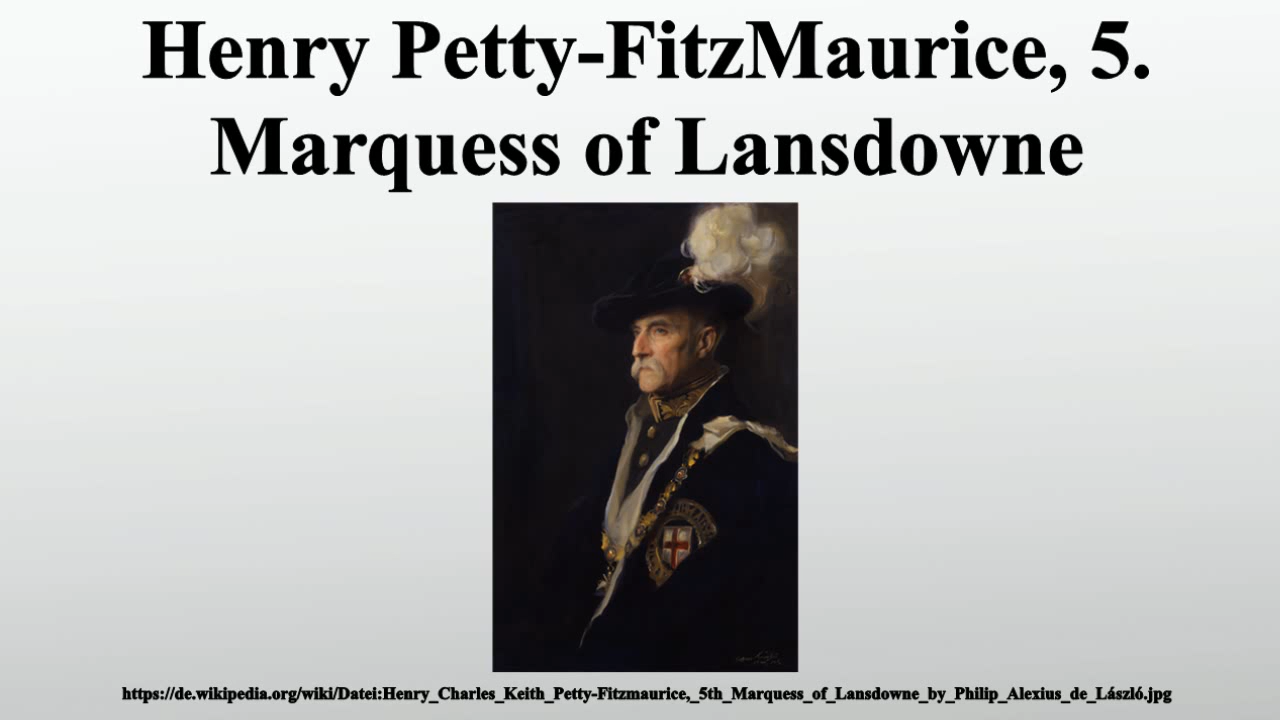 Henry Petty-FitzMaurice, 5.
Marquess of Lansdowne
https://de.wikipedia.org/wiki/Datei:Henry_Charles_Keith_Petty-Fitzmaurice,_5th_Marquess_of_Lansdowne_by_Philip_Alexius_de_László.jpg